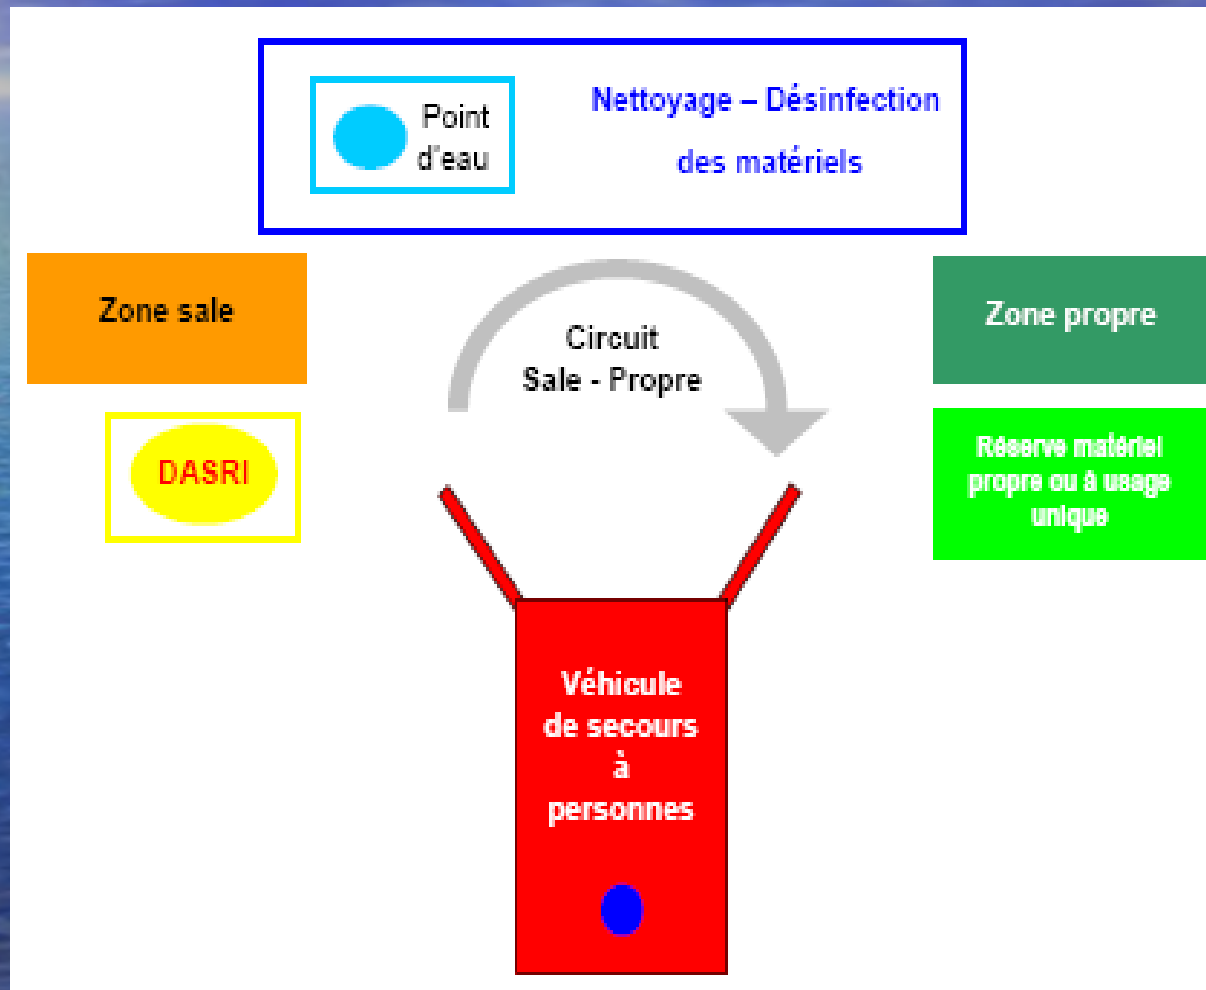 Point
d'eau
Nettoyage – Désinfection
des matériels
Zone sale
Circuit
Sale - Propre
Zone propre
DASRI
Réserve matériel
propre ou à usage
unique
Véhicule
de secours
à
personnes